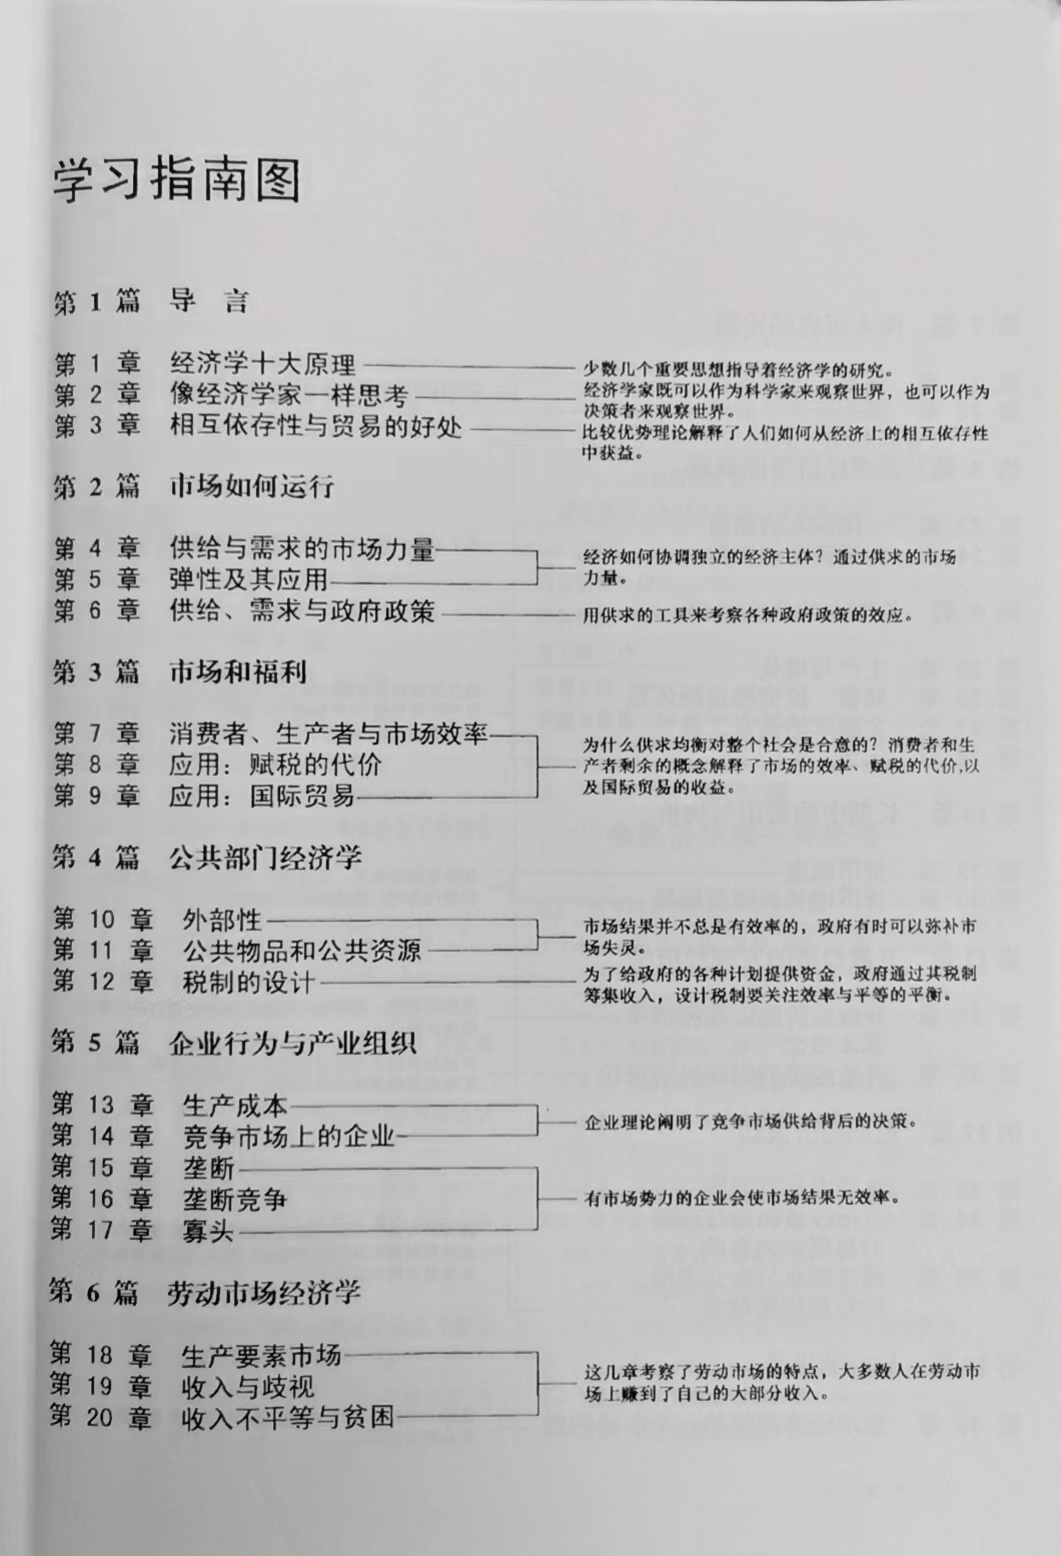 学习指南图
第 1 篇 导 言
第 1 章 经济学十大原理
少数几个重要思想指导着经济学的研究。
第 2 章 像经济学家一样思考
经济学家既可以作为科学家来观察世界，也可以作为
决策者来观察世界。
第 3 章 相互依存性与贸易的好处
比较优势理论解释了人们如何从经济上的相互依存性
中获益。
第 2 篇 市场如何运行
第 4 章 供给与需求的市场力量
第 5 章 弹性及其应用
经济如何协调独立的经济主体？通过供求的市场
力量。
第 6 章 供给、需求与政府政策
用供求的工具来考察各种政府政策的效应。
第 3 篇 市场和福利
第 7 章 消费者、生产者与市场效率
第 8 章 应用：赋税的代价
第 9 章 应用：国际贸易
为什么供求均衡对整个社会是合意的？消费者和生
产者剩余的概念解释了市场的效率、赋税的代价,以
及国际贸易的收益。
第 4 篇 公共部门经济学
第 10 章 外部性
第 11 章 公共物品和公共资源
市场结果并不总是有效率的，政府有时可以弥补市
场失灵。
第 12 章 税制的设计
为了给政府的各种计划提供资金，政府通过其税制
筹集收入，设计税制要关注效率与平等的平衡。
第 5 篇 企业行为与产业组织
第 13 章 生产成本
第 14 章 竞争市场上的企业
企业理论阐明了竞争市场供给背后的决策。
第 15 章 垄断
第 16 章 垄断竞争
第 17 章 寡头
有市场势力的企业会使市场结果无效率。
第 6 篇 劳动市场经济学
第 18 章 生产要素市场
第 19 章 收入与歧视
第 20 章 收入不平等与贫困
这几章考察了劳动市场的特点，大多数人在劳动市
场上赚到了自己的大部分收入。